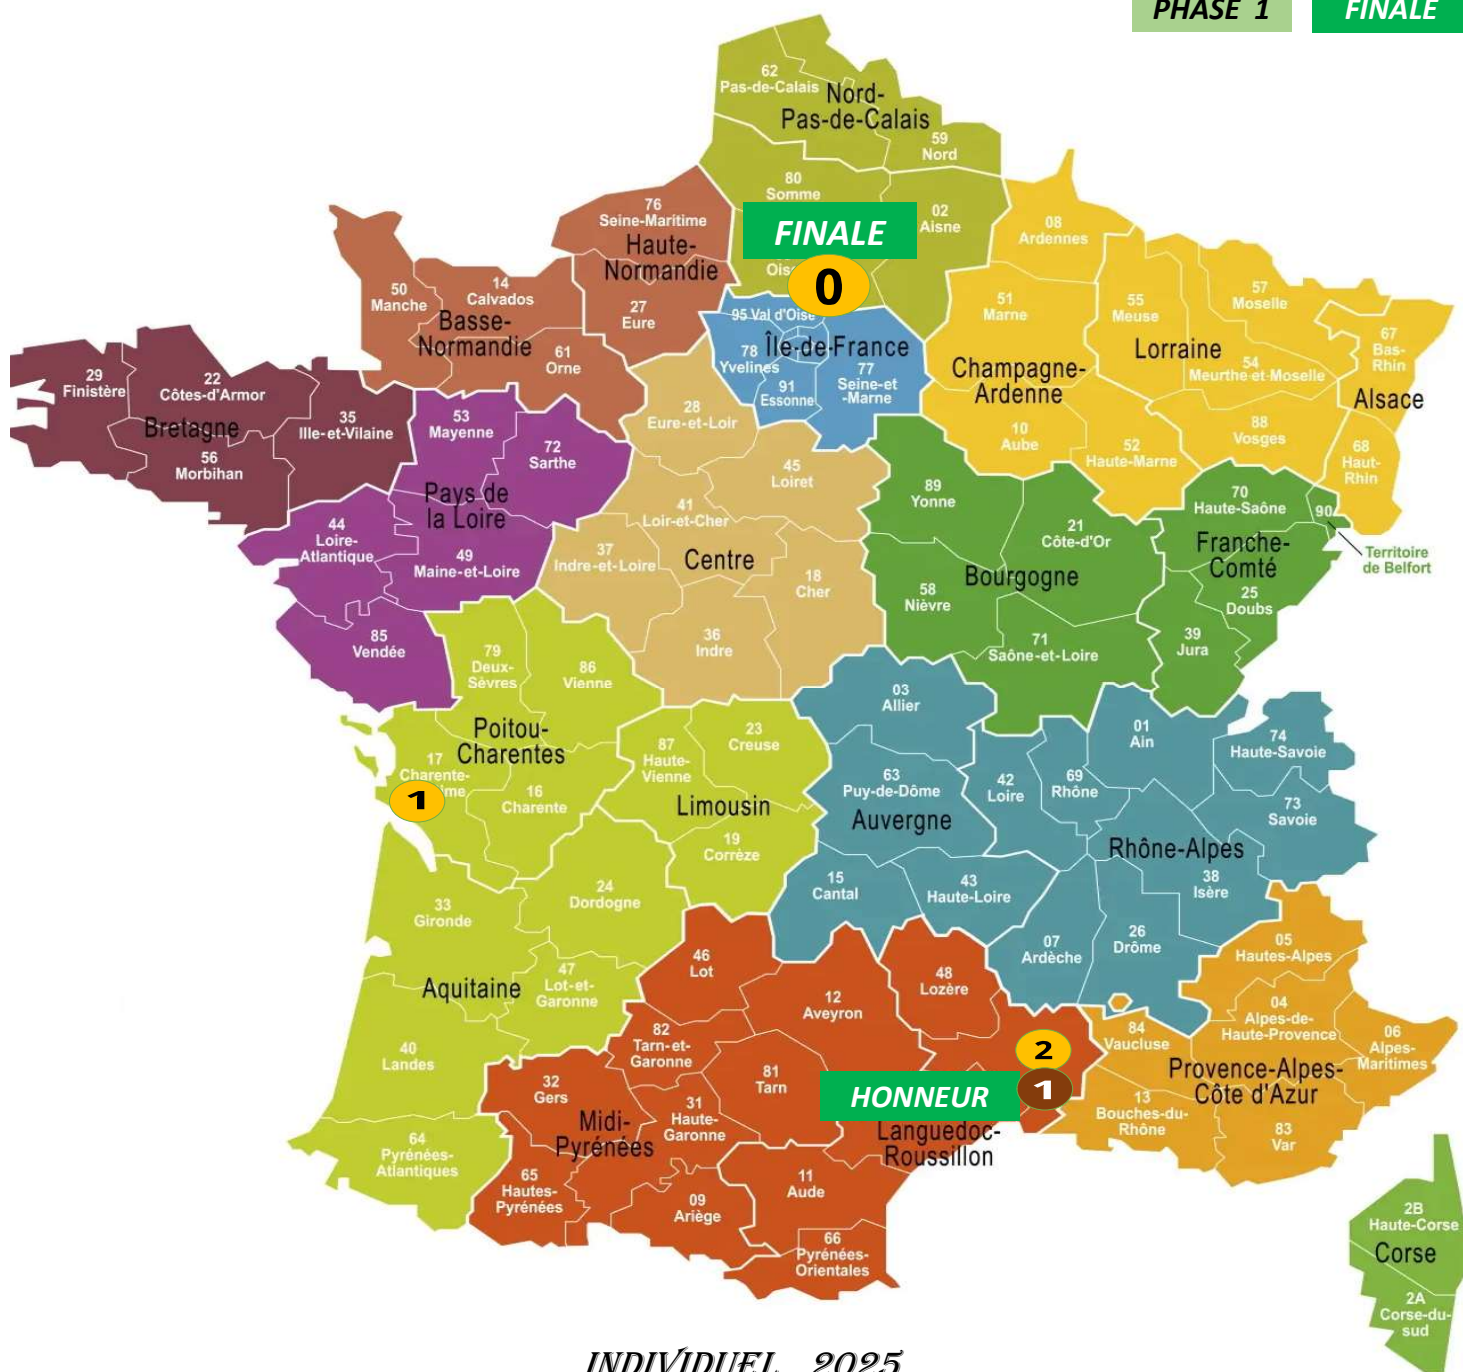 PHASE 1
FINALE
62
Pas-de-Calais
Nord-
Pas-de-Calais
59
Nord
80
Somme
02
Aisne
FINALE
Ois
0
76
Seine-Maritime
Haute-
Normandie
27
Eure
08
Ardennes
51
Marne
55
Meuse
57
Moselle
67
Bas-
Rhin
Lorraine
54
Meurthe-et-Moselle
Champagne-
Ardenne
Alsace
10
Aube
52
Haute-Marne
88
Vosges
68
Haut-
Rhin
50
Manche
14
Calvados
Basse-
Normandie
61
Orne
95 Val d'Oise
Île-de-France
78
Yvelines
91
Essonne
77
Seine-et
-Marne
29
Finistère
22
Côtes-d'Armor
Bretagne
35
Ille-et-Vilaine
56
Morbihan
53
Mayenne
72
Sarthe
Pays de
la Loire
44
Loire-
Atlantique
49
Maine-et-Loire
85
Vendée
28
Eure-et-Loir
45
Loiret
41
Loir-et-Cher
37
Indre-et-Loire
Centre
18
Cher
36
Indre
89
Yonne
21
Côte-d'Or
Bourgogne
58
Nièvre
71
Saône-et-Loire
70
Haute-Saône
90
Territoire
de Belfort
Franche-
Comté
25
Doubs
39
Jura
79
Deux-
Sèvres
86
Vienne
Poitou-
Charentes
17
Charente-
ime
1
16
Charente
87
Haute-
Vienne
23
Creuse
Limousin
19
Corrèze
03
Allier
63
Puy-de-Dôme
Auvergne
15
Cantal
43
Haute-Loire
42
Loire
69
Rhône
01
Ain
74
Haute-Savoie
73
Savoie
Rhône-Alpes
38
Isère
07
Ardèche
26
Drôme
24
Dordogne
33
Gironde
Aquitaine
47
Lot-et-
Garonne
40
Landes
64
Pyrénées-
Atlantiques
46
Lot
12
Aveyron
82
Tarn-et-
Garonne
81
Tarn
32
Gers
31
Haute-
Garonne
Midi-
Pyrénées
65
Hautes-
Pyrénées
09
Ariège
48
Lozère
2
HONNEUR
1
Languedoc-
Roussillon
11
Aude
66
Pyrénées-
Orientales
05
Hautes-Alpes
04
Alpes-de-
Haute-Provence
06
Alpes-
Maritimes
84
Vaucluse
Provence-Alpes-
Côte d'Azur
13
Bouches-du-
Rhône
83
Var
2B
Haute-Corse
Corse
2A
Corse-du-
sud
INDIVIDUEL 2025